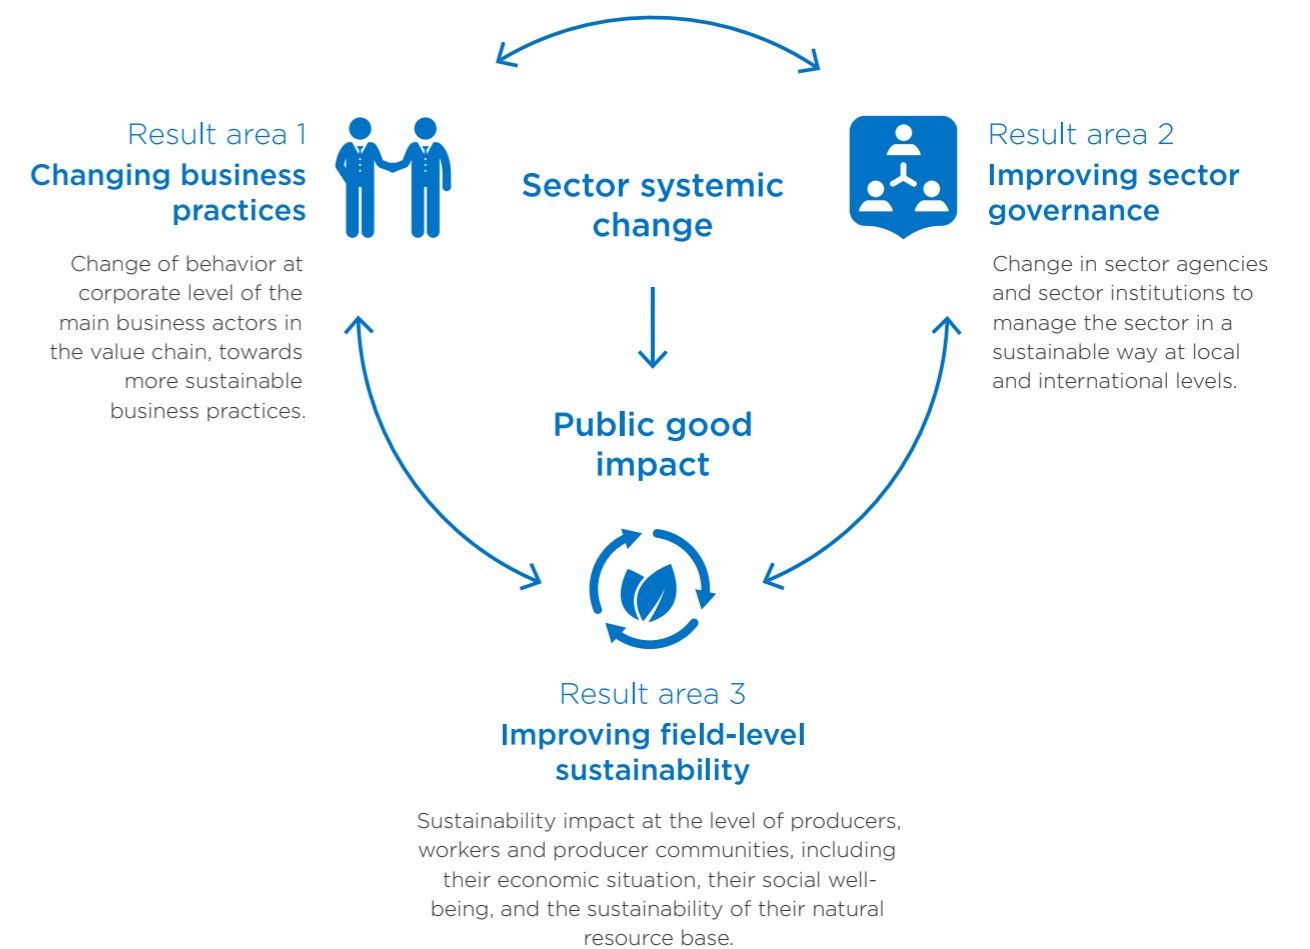 Result area 1
Changing business
practices
Change of behavior at
corporate level of the
main business actors in
the value chain, towards
more sustainable
business practices.
Sector systemic
change
Public good
impact
Result area 2
Improving sector
governance
Change in sector agencies
and sector institutions to
manage the sector in a
sustainable way at local
and international levels.
Result area 3
Improving field-level
sustainability
Sustainability impact at the level of producers,
workers and producer communities, including
their economic situation, their social well-
being, and the sustainability of their natural
resource base.